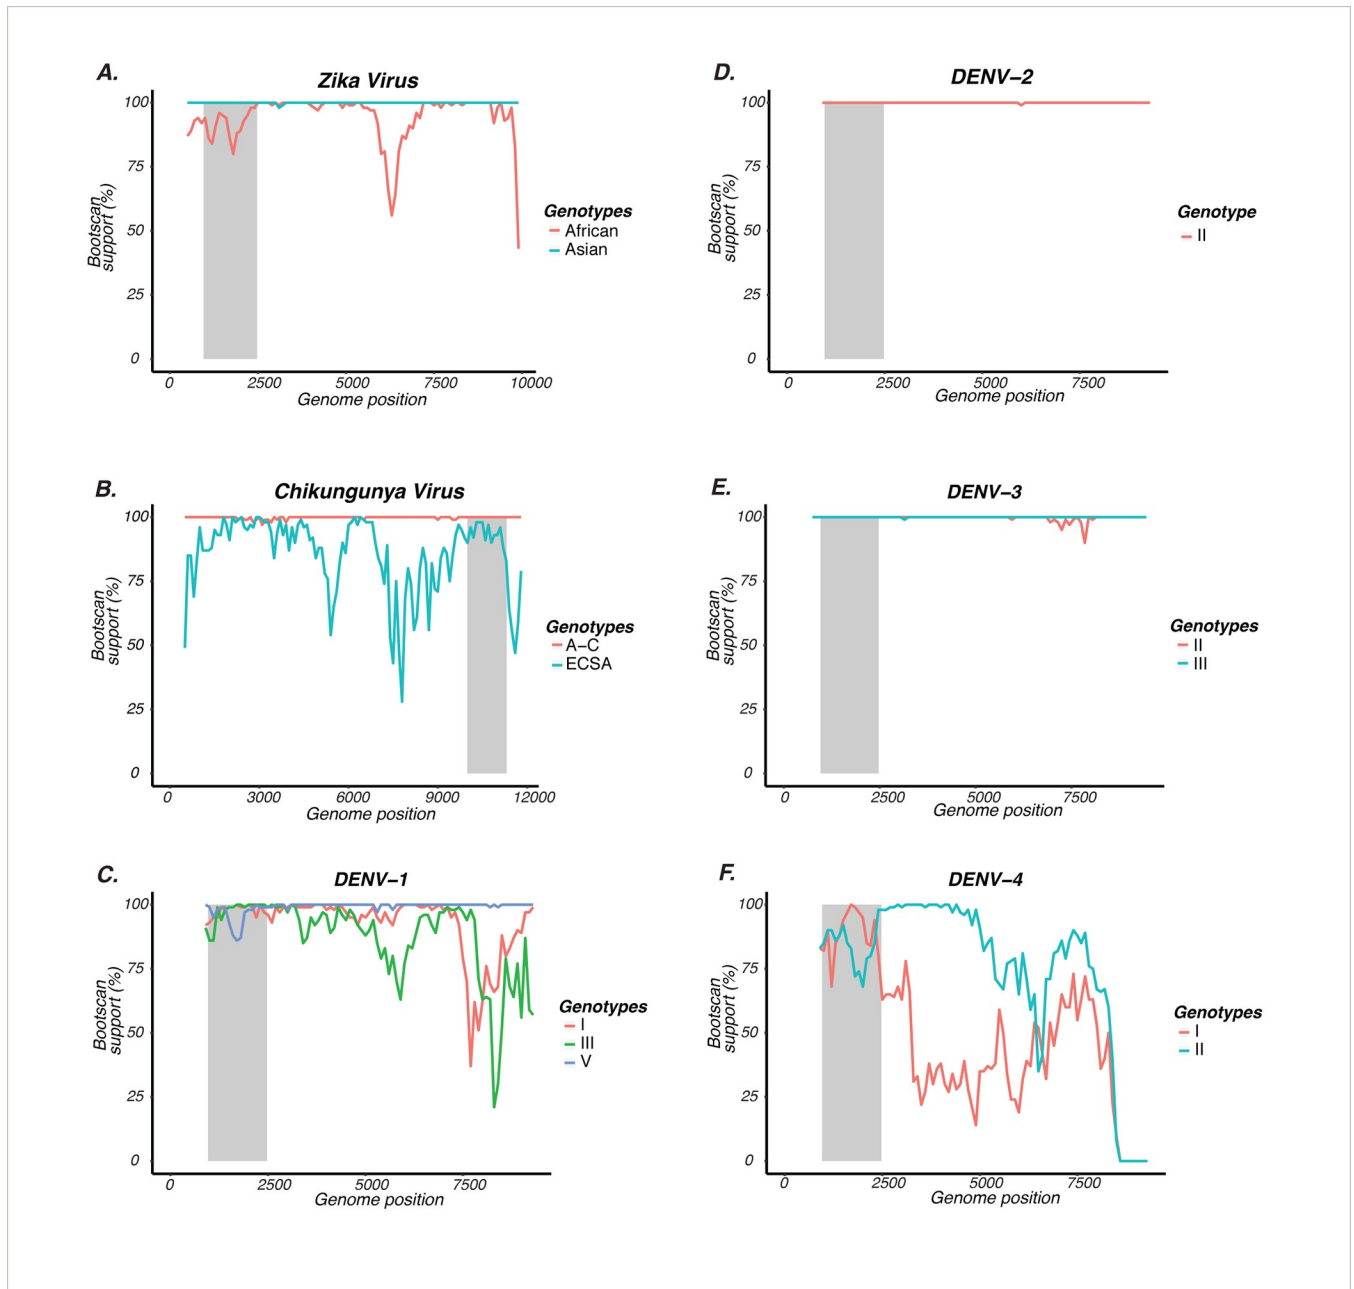 A.
Zika Virus
100
75
50
25
0
Bootscan
support (%)
0 2500 5000 7500 10000
Genome position
Genotypes
African
Asian
B.
Chikungunya Virus
100
75
50
25
0
Bootscan
support (%)
0 3000 6000 9000 12000
Genome position
Genotypes
A–C
ECSA
C.
DENV–1
100
75
50
25
0
Bootscan
support (%)
0 2500 5000 7500
Genome position
Genotypes
I
III
V
D.
DENV–2
100
75
50
25
0
Bootscan
support (%)
0 2500 5000 7500
Genome position
Genotype
II
E.
DENV–3
100
75
50
25
0
Bootscan
support (%)
0 2500 5000 7500
Genome position
Genotypes
II
III
F.
DENV–4
100
75
50
25
0
Bootscan
support (%)
0 2500 5000 7500
Genome position
Genotypes
I
II